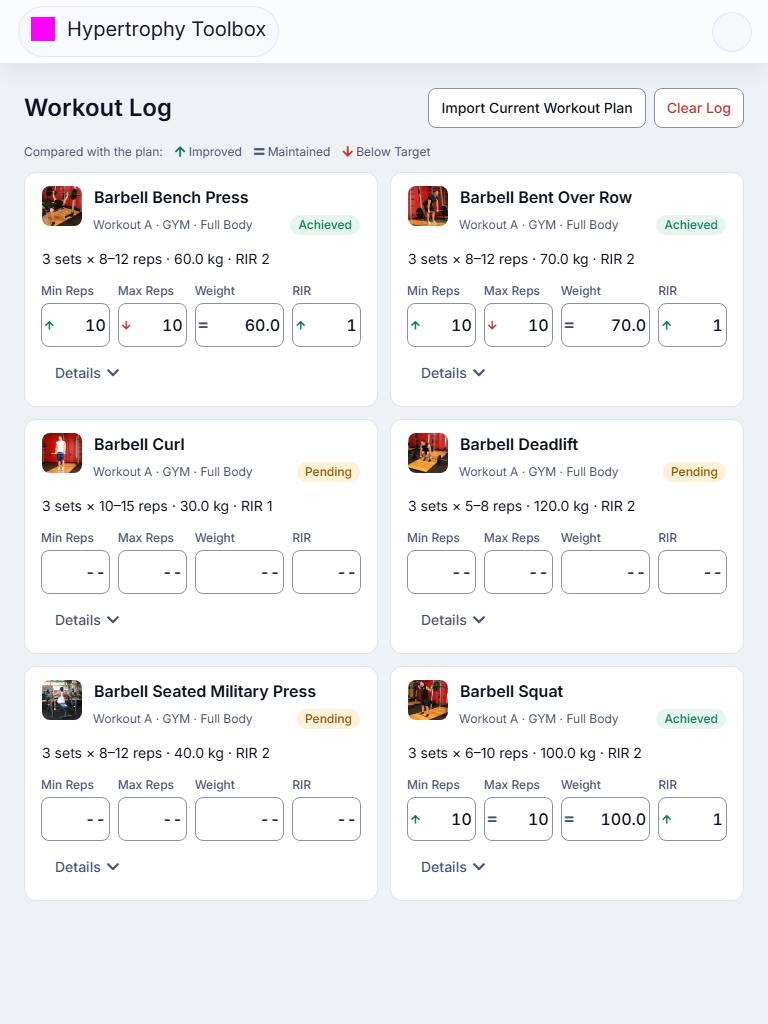 Hypertrophy Toolbox
Workout Log
Import Current Workout Plan
Clear Log
Compared with the plan: ↑ Improved = Maintained ↓ Below Target
Barbell Bench Press
Workout A · GYM · Full Body
Achieved
3 sets × 8–12 reps · 60.0 kg · RIR 2
Min Reps Max Reps Weight RIR
↑ 10 ↓ 10 = 60.0 ↑ 1
Details
Barbell Bent Over Row
Workout A · GYM · Full Body
Achieved
3 sets × 8–12 reps · 70.0 kg · RIR 2
Min Reps Max Reps Weight RIR
↑ 10 ↓ 10 = 70.0 ↑ 1
Details
Barbell Curl
Workout A · GYM · Full Body
Pending
3 sets × 10–15 reps · 30.0 kg · RIR 1
Min Reps Max Reps Weight RIR
-- -- -- --
Details
Barbell Deadlift
Workout A · GYM · Full Body
Pending
3 sets × 5–8 reps · 120.0 kg · RIR 2
Min Reps Max Reps Weight RIR
-- -- -- --
Details
Barbell Seated Military Press
Workout A · GYM · Full Body
Pending
3 sets × 8–12 reps · 40.0 kg · RIR 2
Min Reps Max Reps Weight RIR
-- -- -- --
Details
Barbell Squat
Workout A · GYM · Full Body
Achieved
3 sets × 6–10 reps · 100.0 kg · RIR 2
Min Reps Max Reps Weight RIR
↑ 10 = 10 = 100.0 ↑ 1
Details